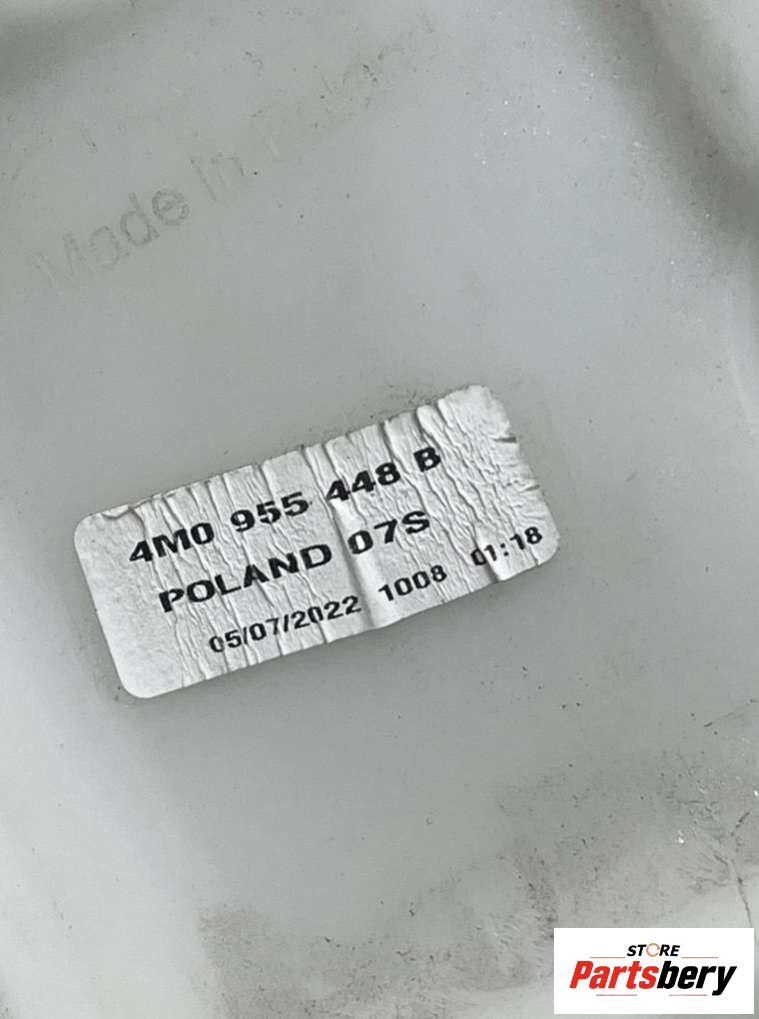 Made in
4M0 955 448 B
POLAND 07S
05/07/2022 1008 01:18
STORE
Partsbery